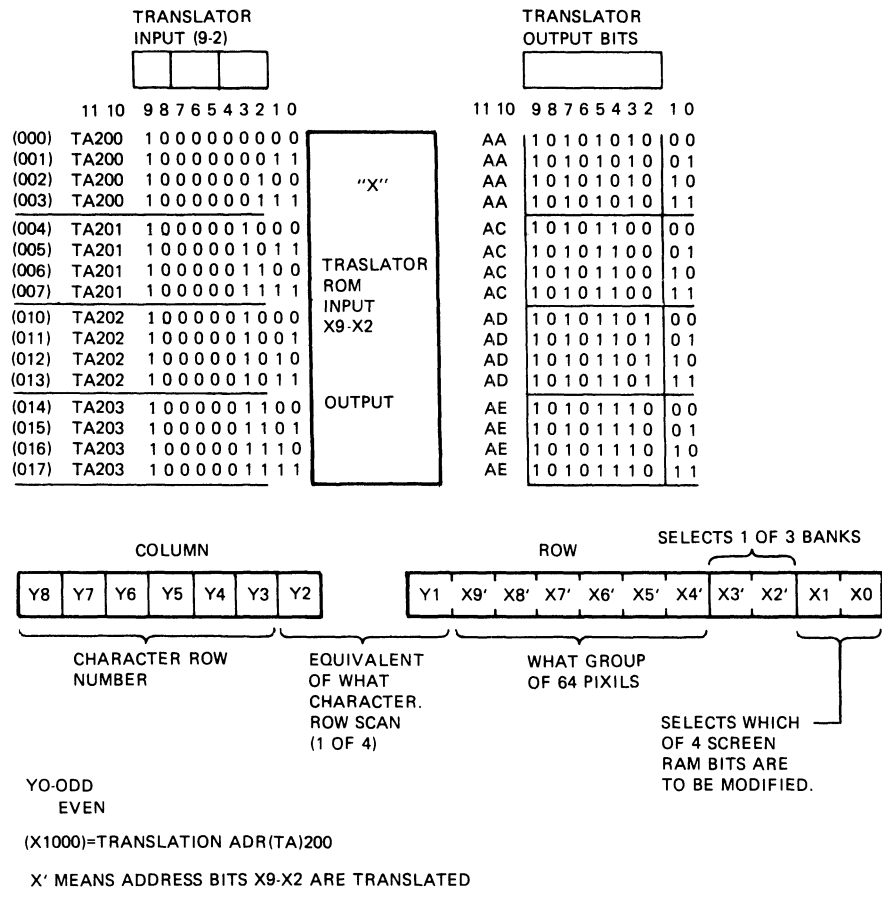 TRANSLATOR
INPUT (9-2)
TRANSLATOR
OUTPUT BITS
11 10 9 8 7 6 5 4 3 2 1 0
11 10 9 8 7 6 5 4 3 2 1 0
(000) TA200 1 0 0 0 0 0 0 0 0 0 AA 1 0 1 0 1 0 1 0 0 0
(001) TA200 1 0 0 0 0 0 0 0 1 1 AA 1 0 1 0 1 0 1 0 0 1
(002) TA200 1 0 0 0 0 0 0 1 0 0 "X" AA 1 0 1 0 1 0 1 0 1 0
(003) TA200 1 0 0 0 0 0 0 1 1 1 AA 1 0 1 0 1 0 1 0 1 1
(004) TA201 1 0 0 0 0 0 1 0 0 0 AC 1 0 1 0 1 1 0 0 0 0
(005) TA201 1 0 0 0 0 0 1 0 1 1 AC 1 0 1 0 1 1 0 0 0 1
(006) TA201 1 0 0 0 0 0 1 1 0 0 TRASLATOR AC 1 0 1 0 1 1 0 0 1 0
(007) TA201 1 0 0 0 0 0 1 1 1 1 ROM AC 1 0 1 0 1 1 0 0 1 1
INPUT
(010) TA202 1 0 0 0 0 0 1 0 0 0 X9-X2 AD 1 0 1 0 1 1 0 1 0 0
(011) TA202 1 0 0 0 0 0 1 0 0 1 AD 1 0 1 0 1 1 0 1 0 1
(012) TA202 1 0 0 0 0 0 1 0 1 0 AD 1 0 1 0 1 1 0 1 1 0
(013) TA202 1 0 0 0 0 0 1 0 1 1 AD 1 0 1 0 1 1 0 1 1 1
(014) TA203 1 0 0 0 0 0 1 1 0 0 OUTPUT AE 1 0 1 0 1 1 1 0 0 0
(015) TA203 1 0 0 0 0 0 1 1 0 1 AE 1 0 1 0 1 1 1 0 0 1
(016) TA203 1 0 0 0 0 0 1 1 1 0 AE 1 0 1 0 1 1 1 0 1 0
(017) TA203 1 0 0 0 0 0 1 1 1 1 AE 1 0 1 0 1 1 1 0 1 1
COLUMN
ROW
SELECTS 1 OF 3 BANKS
Y8 Y7 Y6 Y5 Y4 Y3 Y2
Y1 X9' X8' X7' X6' X5' X4' X3' X2' X1 X0
CHARACTER ROW
NUMBER
EQUIVALENT
OF WHAT
CHARACTER.
ROW SCAN
(1 OF 4)
WHAT GROUP
OF 64 PIXILS
SELECTS WHICH
OF 4 SCREEN
RAM BITS ARE
TO BE MODIFIED.
YO-ODD
EVEN
(X1000)=TRANSLATION ADR(TA)200
X' MEANS ADDRESS BITS X9-X2 ARE TRANSLATED